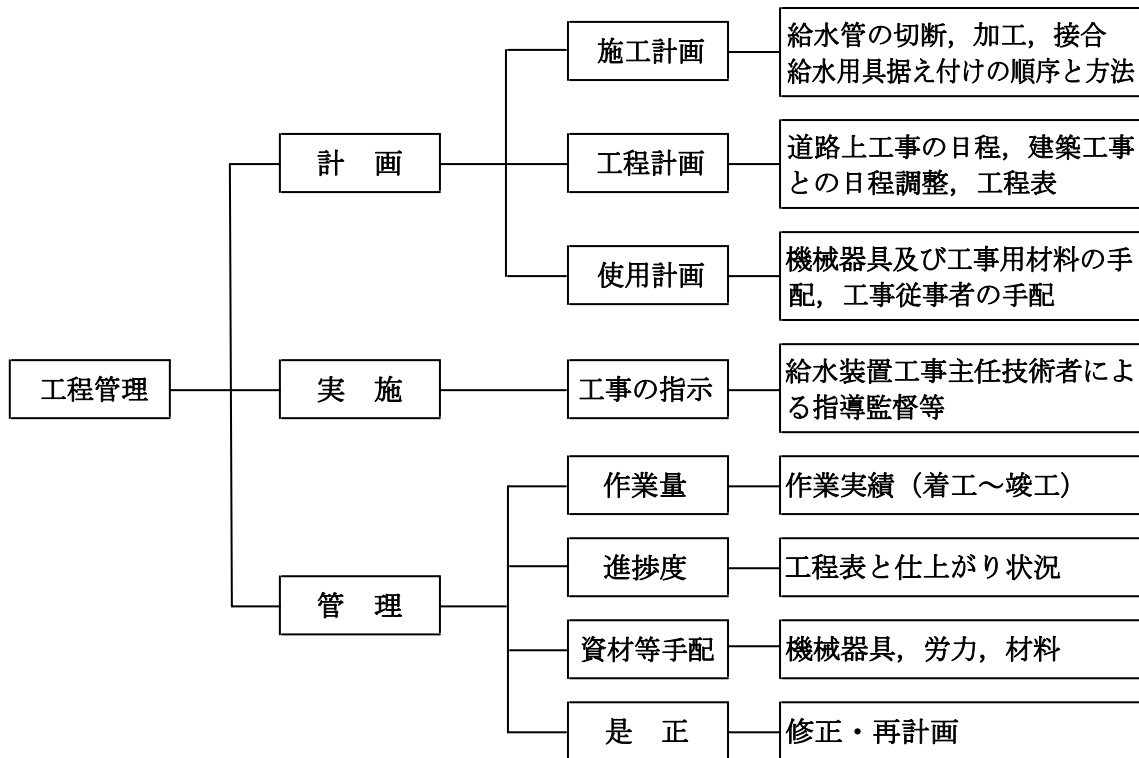 工程管理
計　画
施工計画
給水管の切断，加工，接合
給水用具据え付けの順序と方法
工程計画
道路上工事の日程，建築工事
との日程調整，工程表
使用計画
機械器具及び工事用材料の手
配，工事従事者の手配
実　施
工事の指示
給水装置工事主任技術者によ
る指導監督等
管　理
作業量
作業実績（着工～竣工）
進捗度
工程表と仕上がり状況
資材等手配
機械器具，労力，材料
是　正
修正・再計画